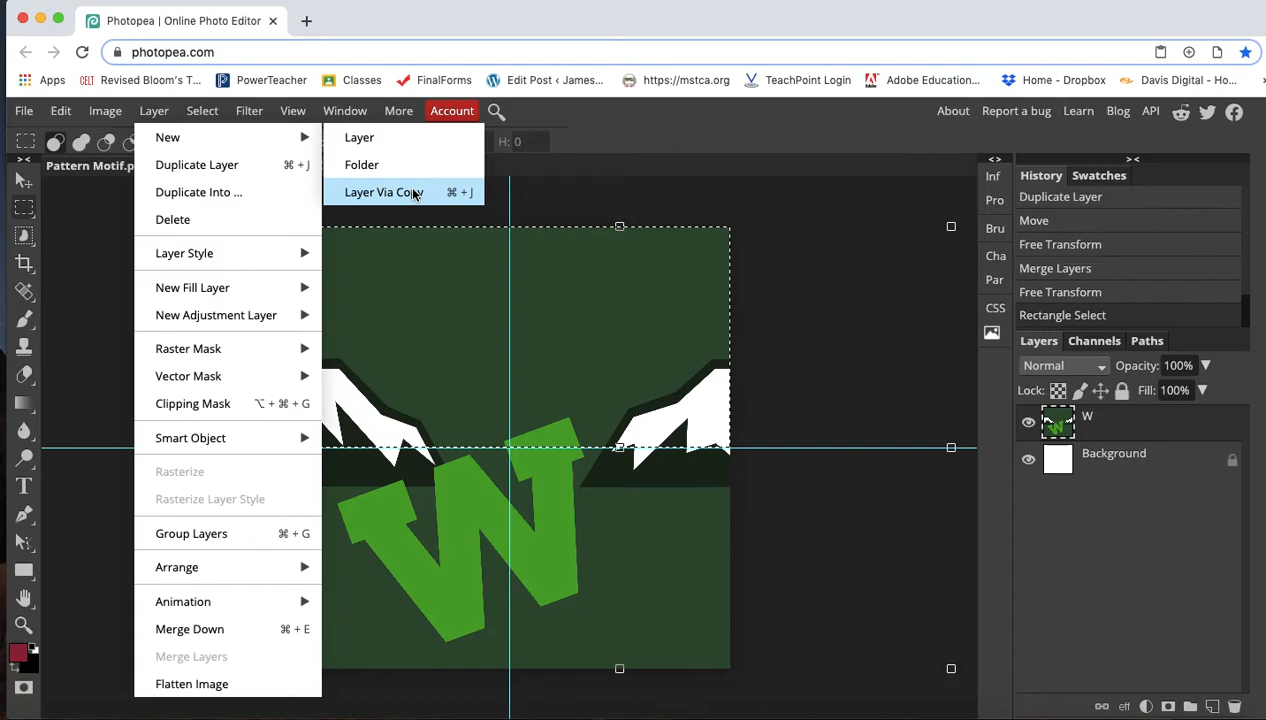 Photopea | Online Photo Editor
photopea.com
Apps
CELT Revised Bloom's T...
PowerTeacher
Classes
FinalForms
Edit Post ‹ James...
https://mstca.org
TeachPoint Login
Adobe Education...
Home - Dropbox
Davis Digital - Ho...
File Edit Image Layer Select Filter View Window More Account
About Report a bug Learn Blog API
H: 0
Pattern Motif.p
New
Duplicate Layer ⌘ + J
Duplicate Into ...
Delete
Layer Style
New Fill Layer
New Adjustment Layer
Raster Mask
Vector Mask
Clipping Mask ⌥ + ⌘ + G
Smart Object
Rasterize
Rasterize Layer Style
Group Layers ⌘ + G
Arrange
Animation
Merge Down ⌘ + E
Merge Layers
Flatten Image
Layer
Folder
Layer Via Copy ⌘ + J
W
Inf
Pro
Bru
Cha
Par
CSS
History Swatches
Duplicate Layer
Move
Free Transform
Merge Layers
Free Transform
Rectangle Select
Layers Channels Paths
Normal Opacity: 100%
Lock: Fill: 100%
W
Background
eff